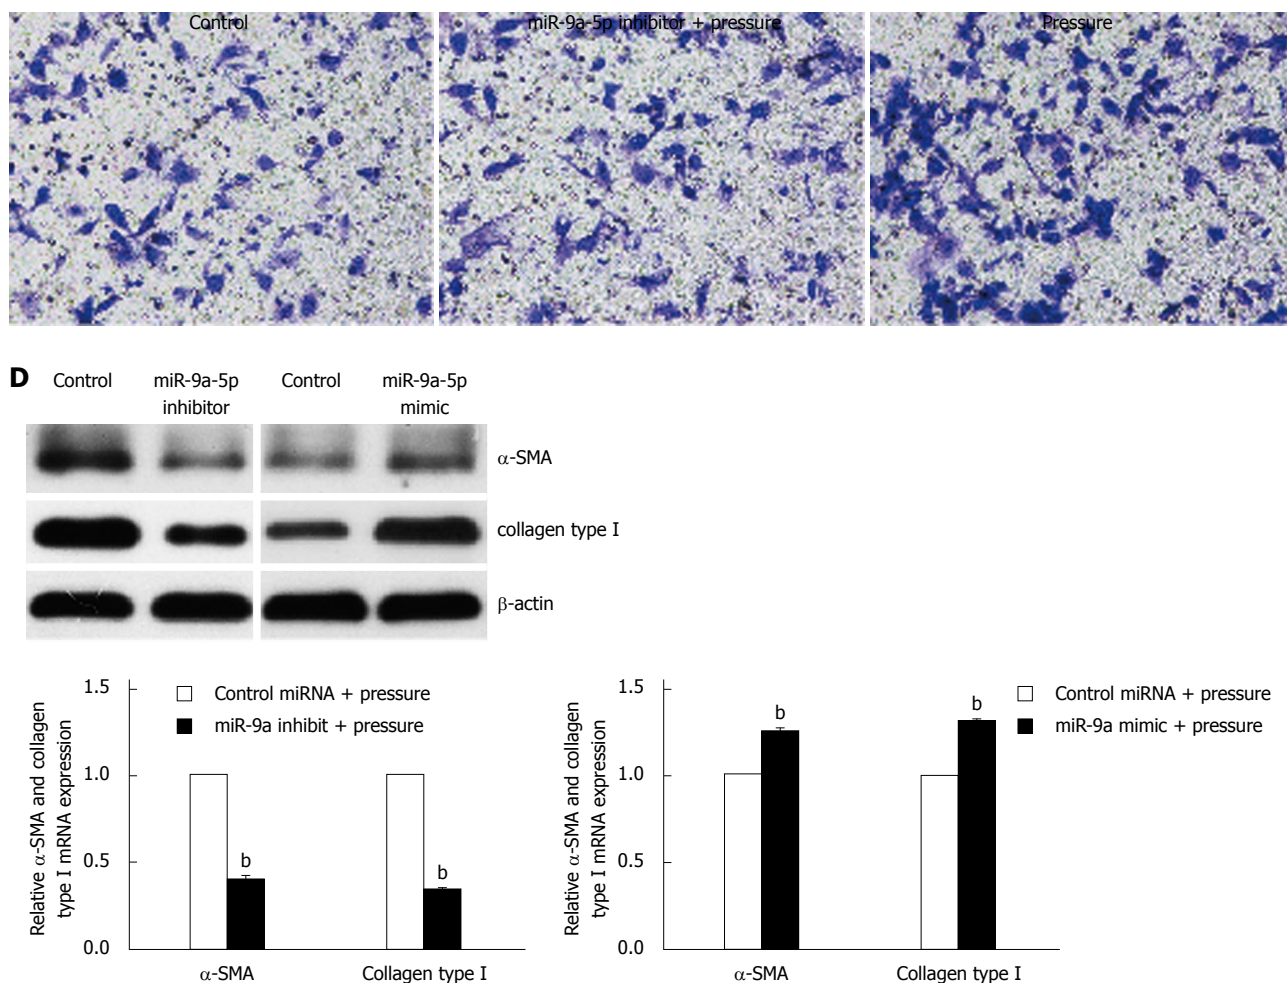 Control
miR-9a-5p inhibitor + pressure
Pressure
D
Control
miR-9a-5p
inhibitor
Control
miR-9a-5p
mimic
α-SMA
collagen type I
β-actin
Relative α-SMA and collagen
type I mRNA expression
1.5
1.0
0.5
0.0
Control miRNA + pressure
miR-9a inhibit + pressure
b
b
α-SMA
Collagen type I
Relative α-SMA and collagen
type I mRNA expression
1.5
1.0
0.5
0.0
Control miRNA + pressure
miR-9a mimic + pressure
b
b
α-SMA
Collagen type I